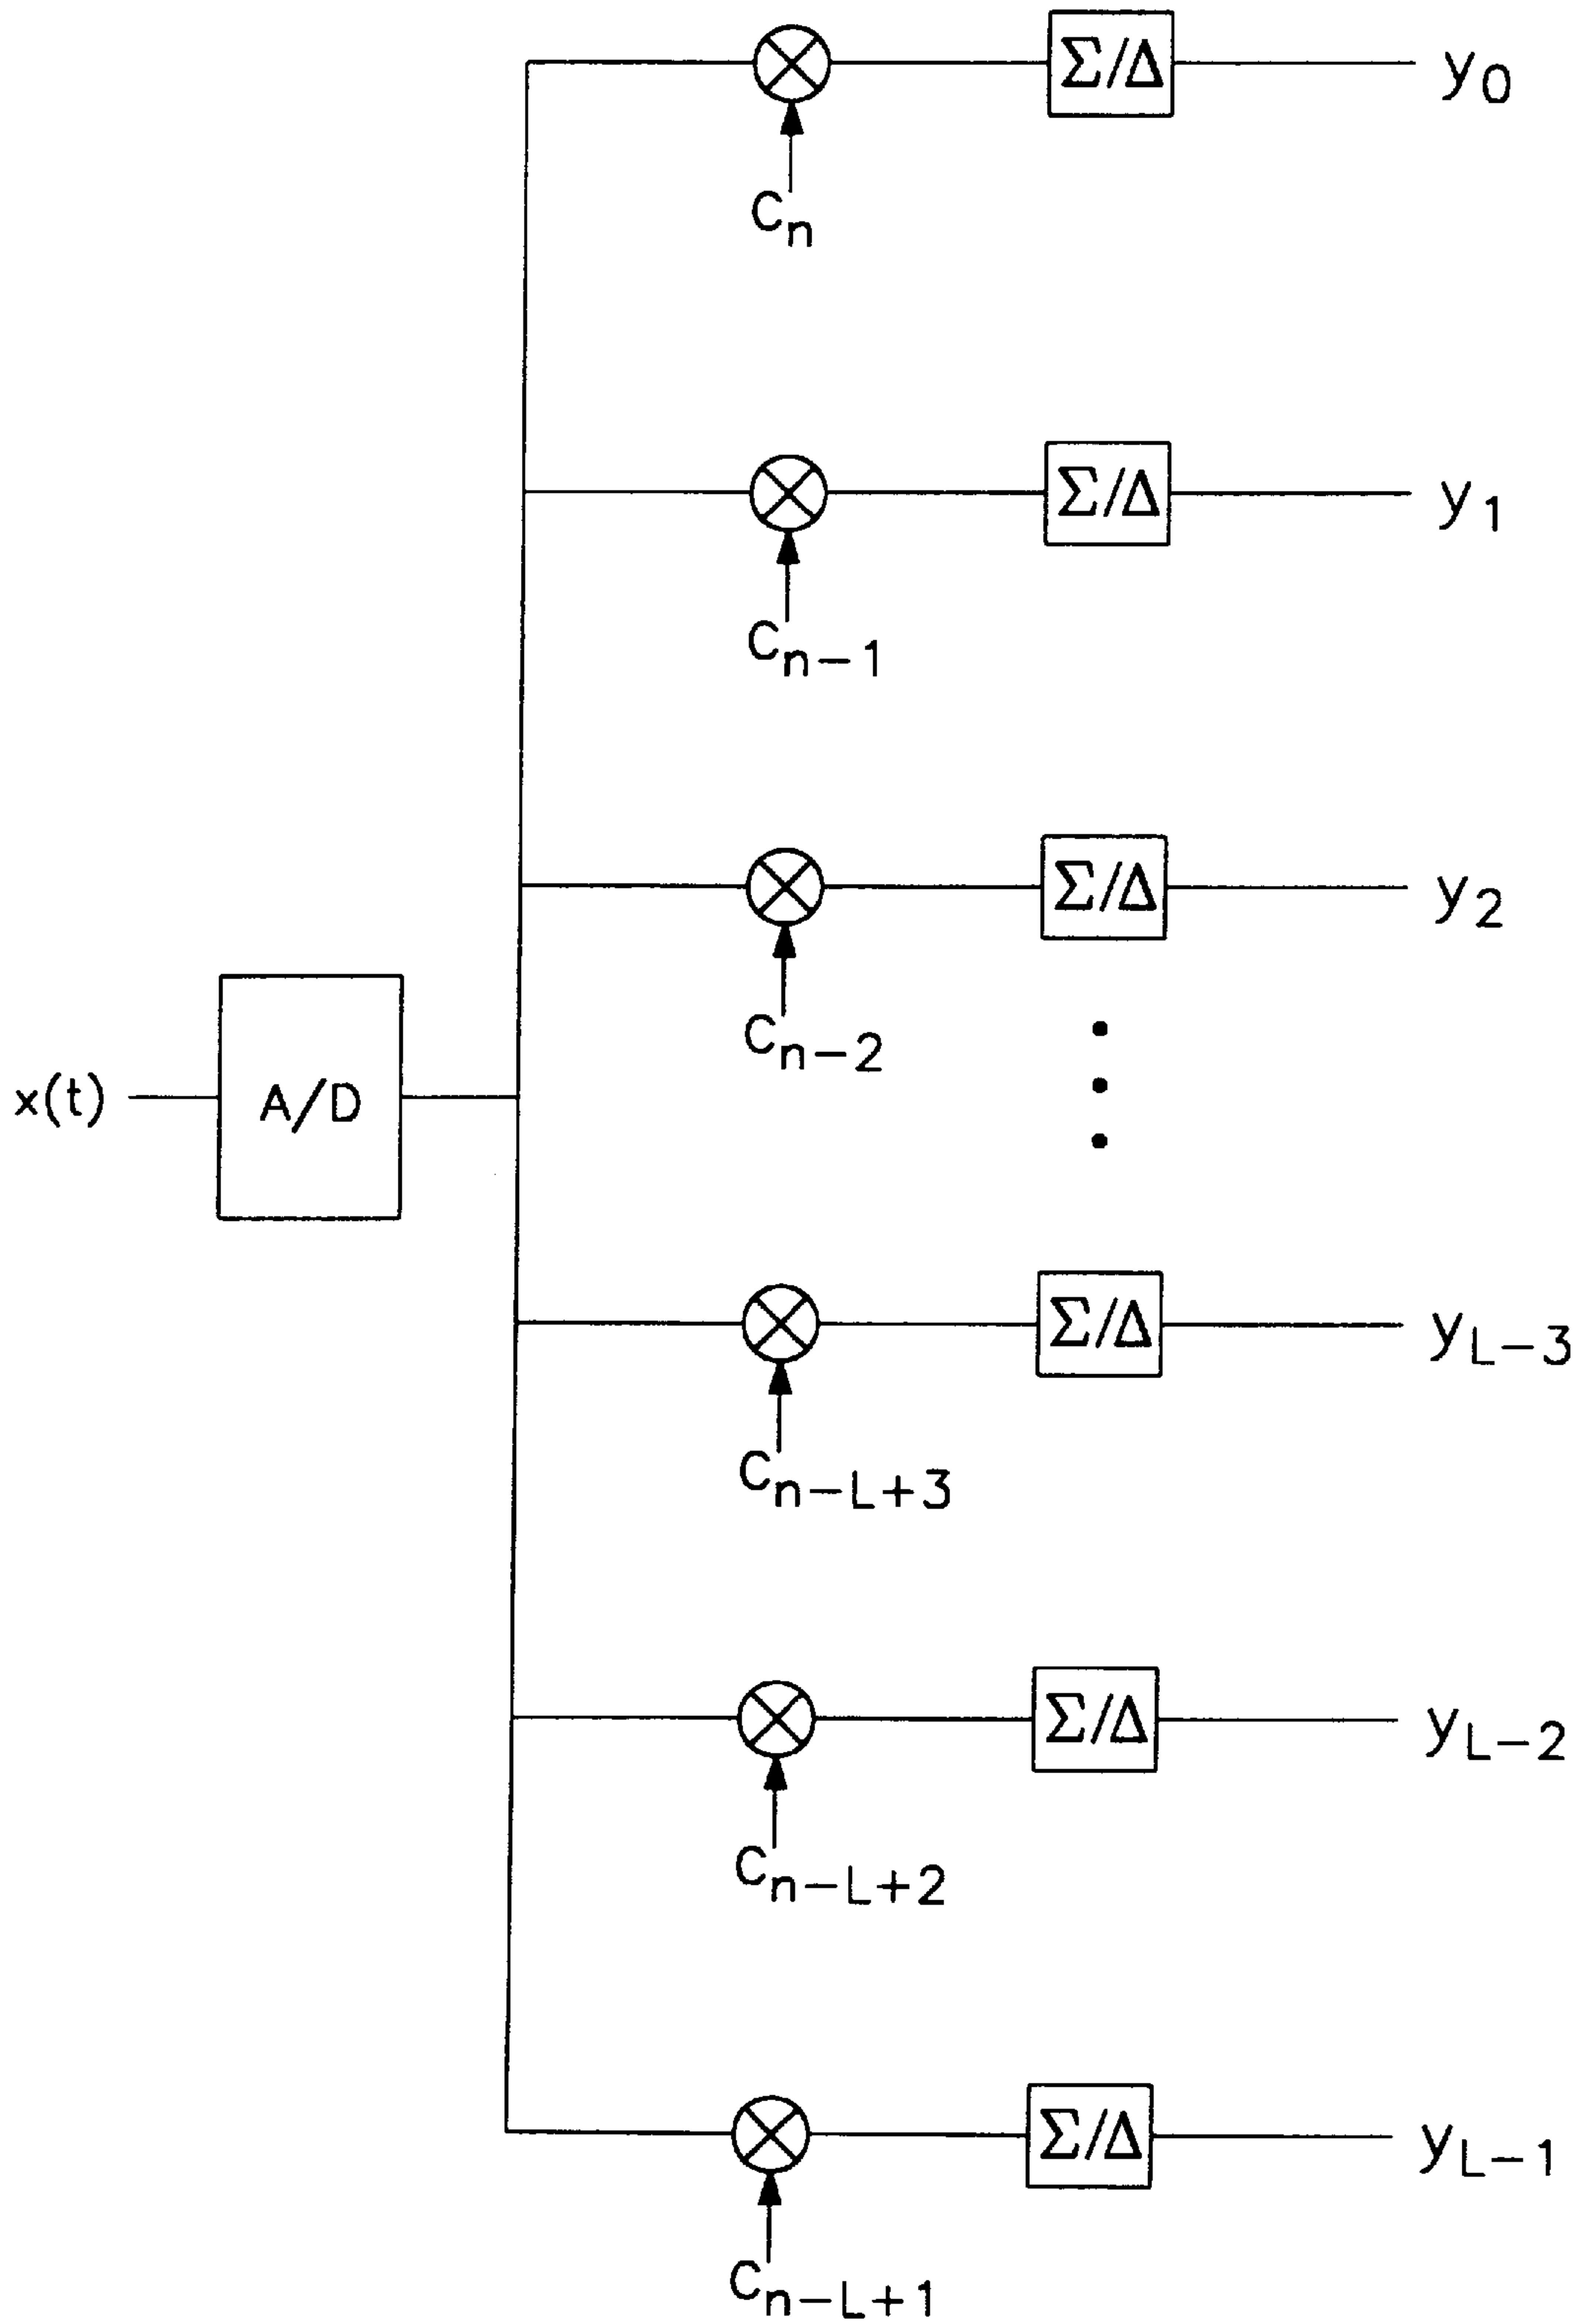 Σ/Δ y0
Cn
Σ/Δ y1
Cn−1
Σ/Δ y2
Cn−2
x(t) A/D
Σ/Δ yL−3
Cn−L+3
Σ/Δ yL−2
Cn−L+2
Σ/Δ yL−1
Cn−L+1